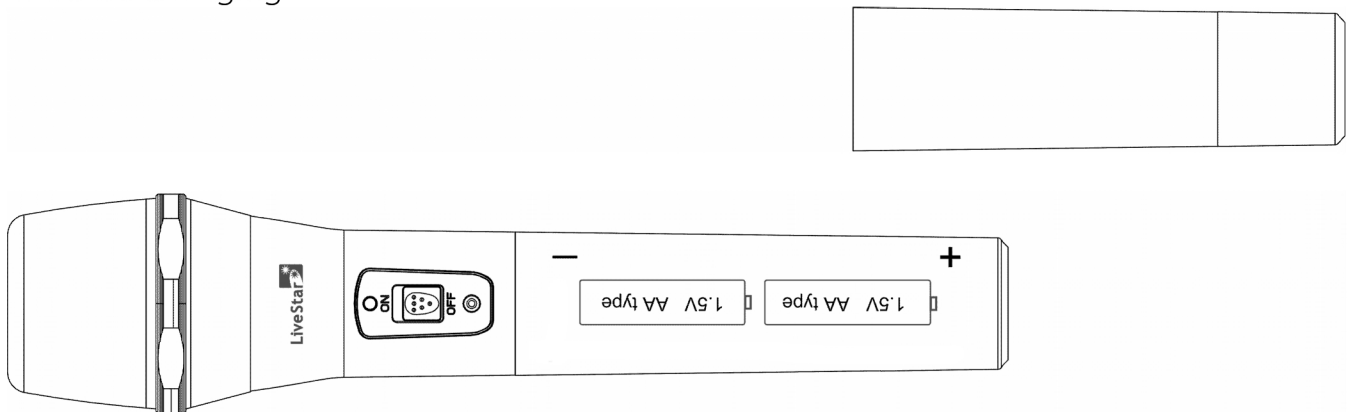 LiveStar
ON
OFF
− +
1.5V AA type
1.5V AA type